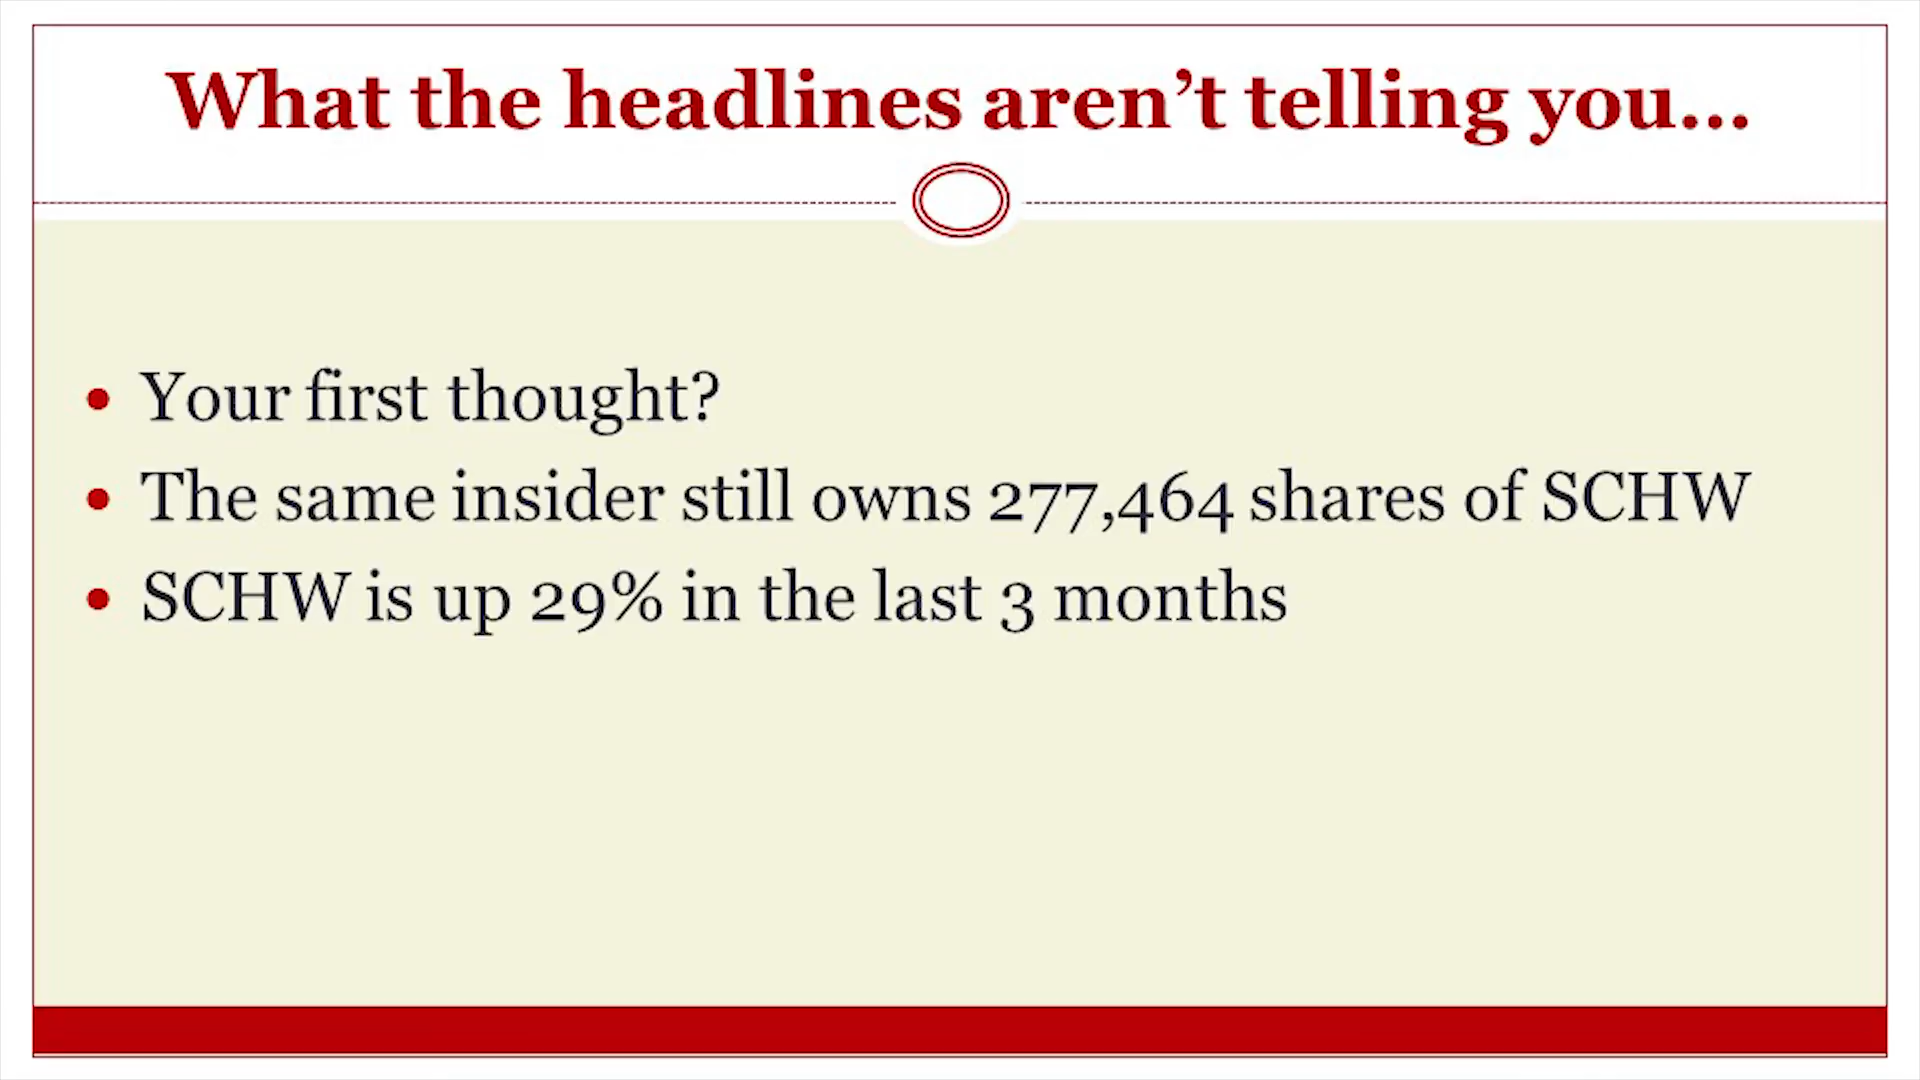 What the headlines aren’t telling you...
• Your first thought?
• The same insider still owns 277,464 shares of SCHW
• SCHW is up 29% in the last 3 months